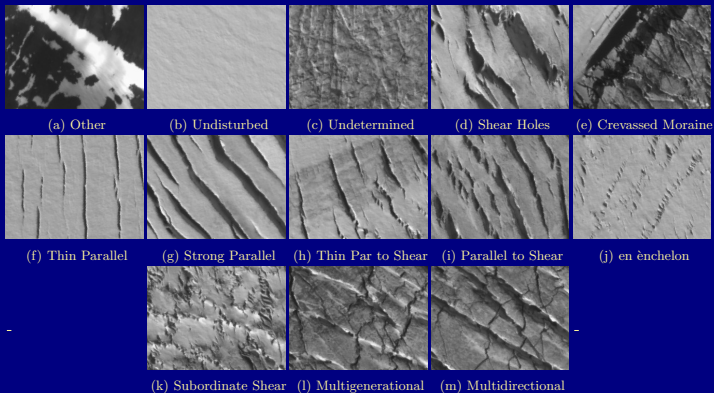 (a) Other
(b) Undisturbed
(c) Undetermined
(d) Shear Holes
(e) Crevassed Moraine
(f) Thin Parallel
(g) Strong Parallel
(h) Thin Par to Shear
(i) Parallel to Shear
(j) en ènchelon
-
-
(k) Subordinate Shear
(l) Multigenerational
(m) Multidirectional